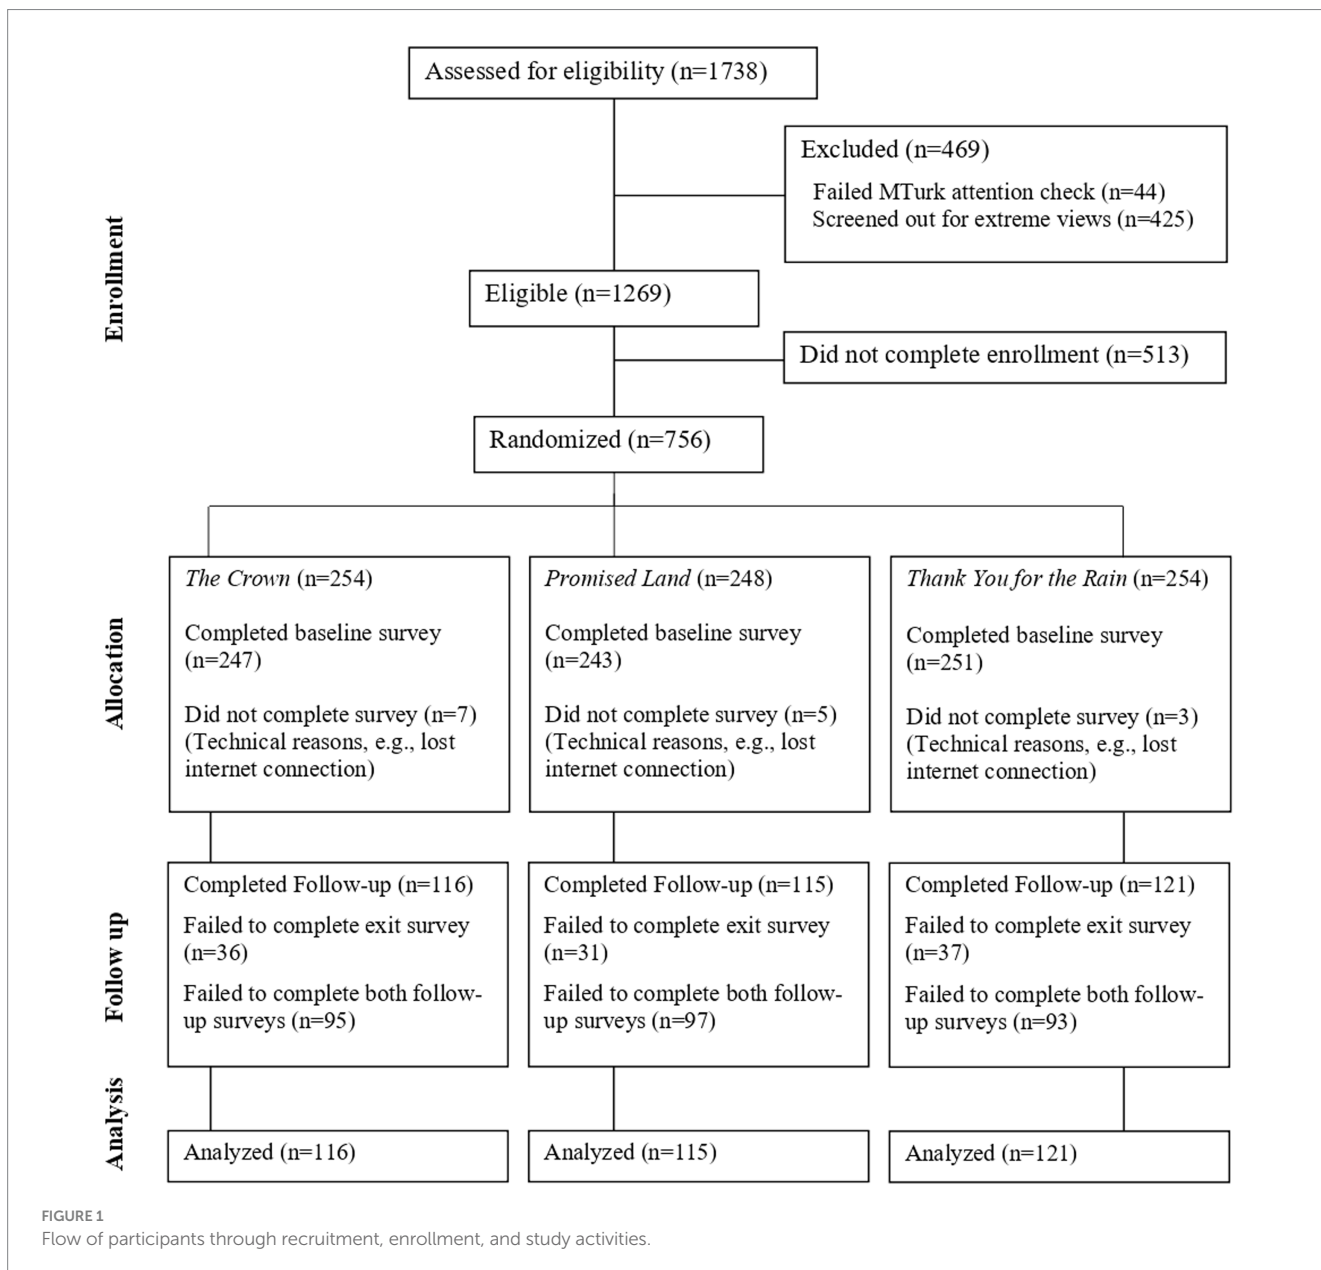 Assessed for eligibility (n=1738)
Excluded (n=469)
Failed MTurk attention check (n=44)
Screened out for extreme views (n=425)
Enrollment
Eligible (n=1269)
Did not complete enrollment (n=513)
Randomized (n=756)
Allocation
The Crown (n=254)
Completed baseline survey
(n=247)
Did not complete survey (n=7)
(Technical reasons, e.g., lost
internet connection)
Promised Land (n=248)
Completed baseline survey
(n=243)
Did not complete survey (n=5)
(Technical reasons, e.g., lost
internet connection)
Thank You for the Rain (n=254)
Completed baseline survey
(n=251)
Did not complete survey (n=3)
(Technical reasons, e.g., lost
internet connection)
Follow up
Completed Follow-up (n=116)
Failed to complete exit survey
(n=36)
Failed to complete both follow-
up surveys (n=95)
Completed Follow-up (n=115)
Failed to complete exit survey
(n=31)
Failed to complete both follow-
up surveys (n=97)
Completed Follow-up (n=121)
Failed to complete exit survey
(n=37)
Failed to complete both follow-
up surveys (n=93)
Analysis
Analyzed (n=116)
Analyzed (n=115)
Analyzed (n=121)
FIGURE 1
Flow of participants through recruitment, enrollment, and study activities.